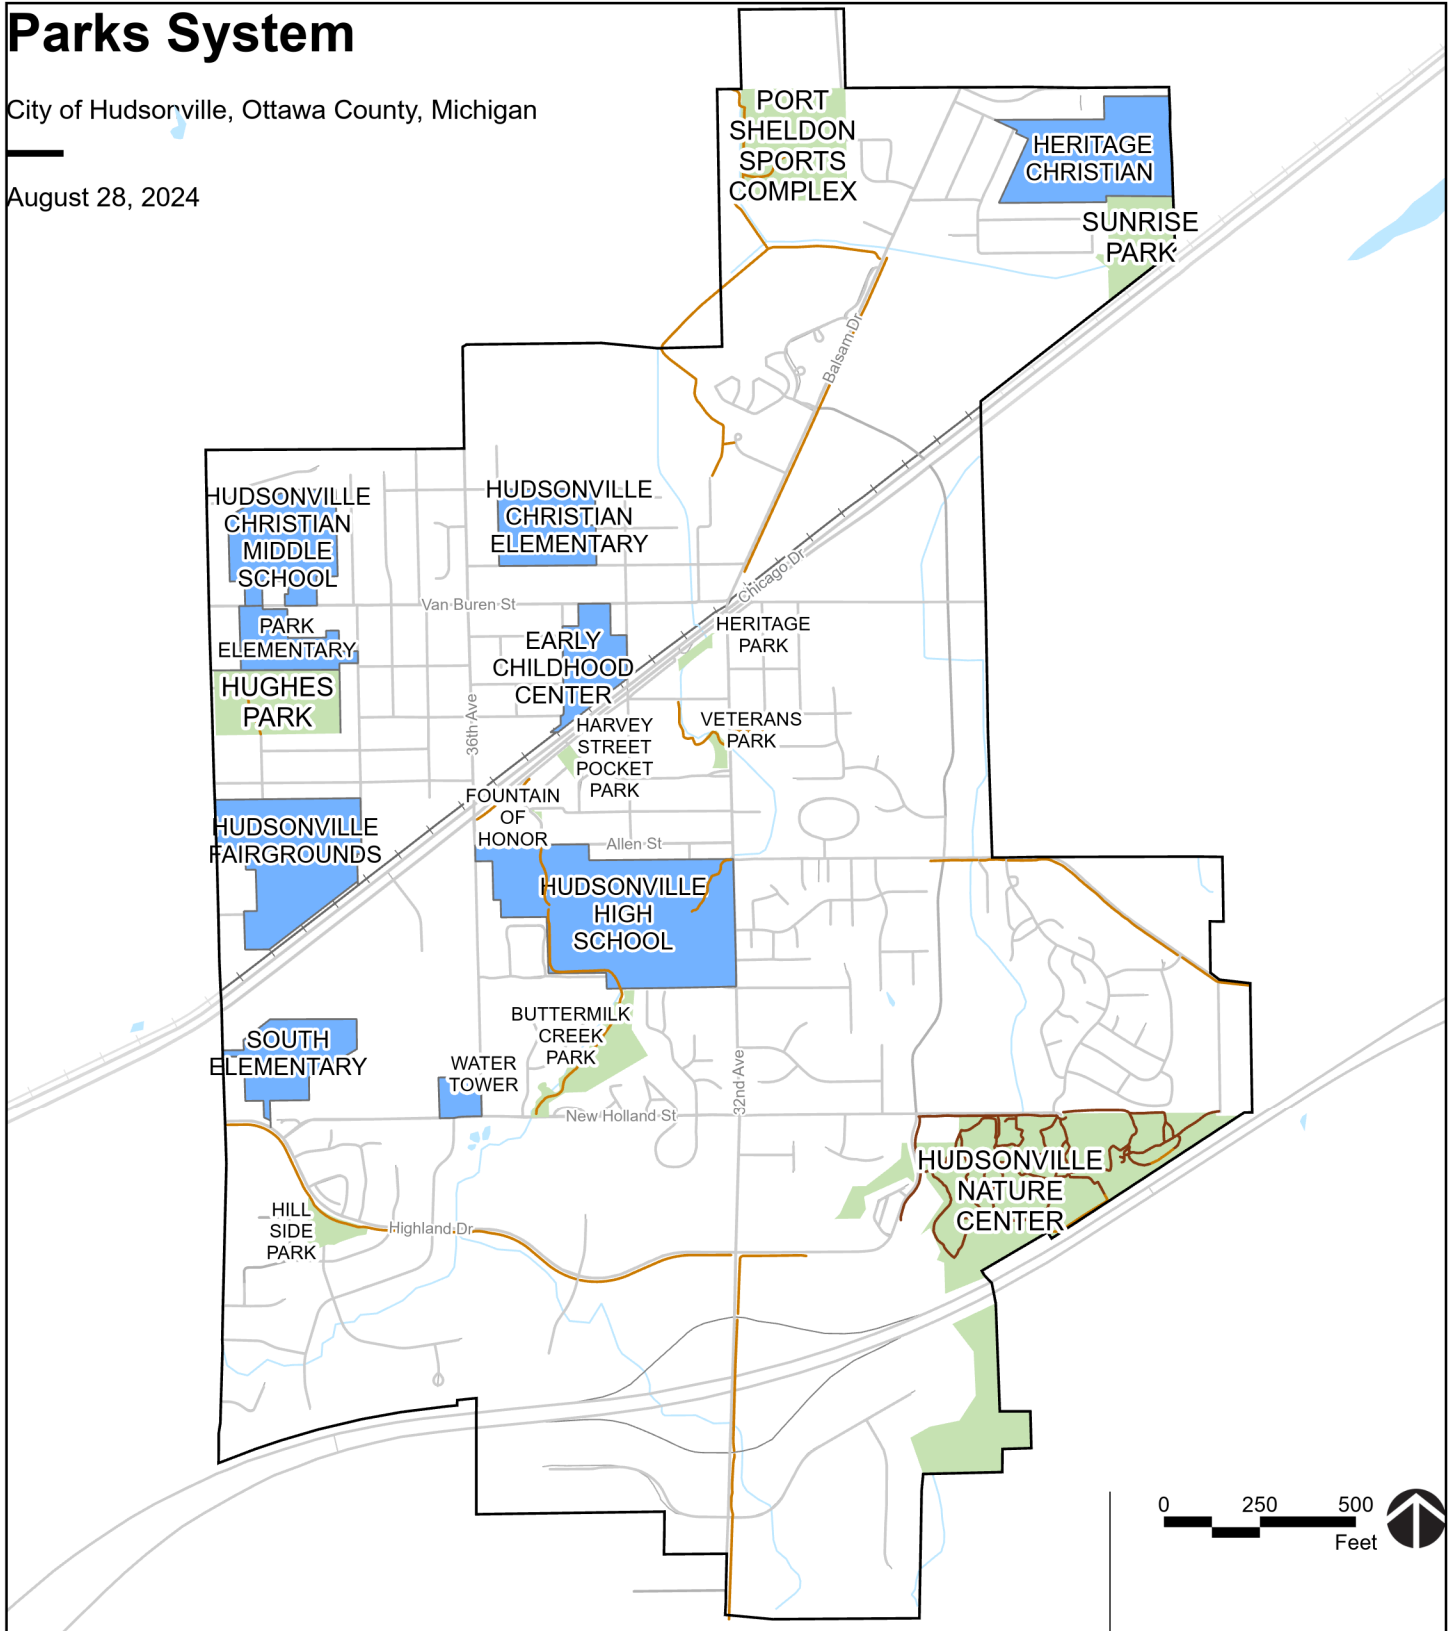 Parks System
City of Hudsonville, Ottawa County, Michigan
August 28, 2024
PORT
SHELDON
SPORTS
COMPLEX
HERITAGE
CHRISTIAN
SUNRISE
PARK
Balsam Dr
HUDSONVILLE
CHRISTIAN
MIDDLE
SCHOOL
HUDSONVILLE
CHRISTIAN
ELEMENTARY
Chicago Dr
Van Buren St
PARK
ELEMENTARY
EARLY
CHILDHOOD
CENTER
HERITAGE
PARK
HUGHES
PARK
36th Ave
HARVEY
STREET
POCKET
PARK
VETERANS
PARK
FOUNTAIN
OF
HONOR
HUDSONVILLE
FAIRGROUNDS
Allen St
HUDSONVILLE
HIGH
SCHOOL
BUTTERMILK
CREEK
PARK
SOUTH
ELEMENTARY
WATER
TOWER
32nd Ave
New Holland St
HUDSONVILLE
NATURE
CENTER
HILL
SIDE
PARK
Highland Dr
0 250 500
Feet